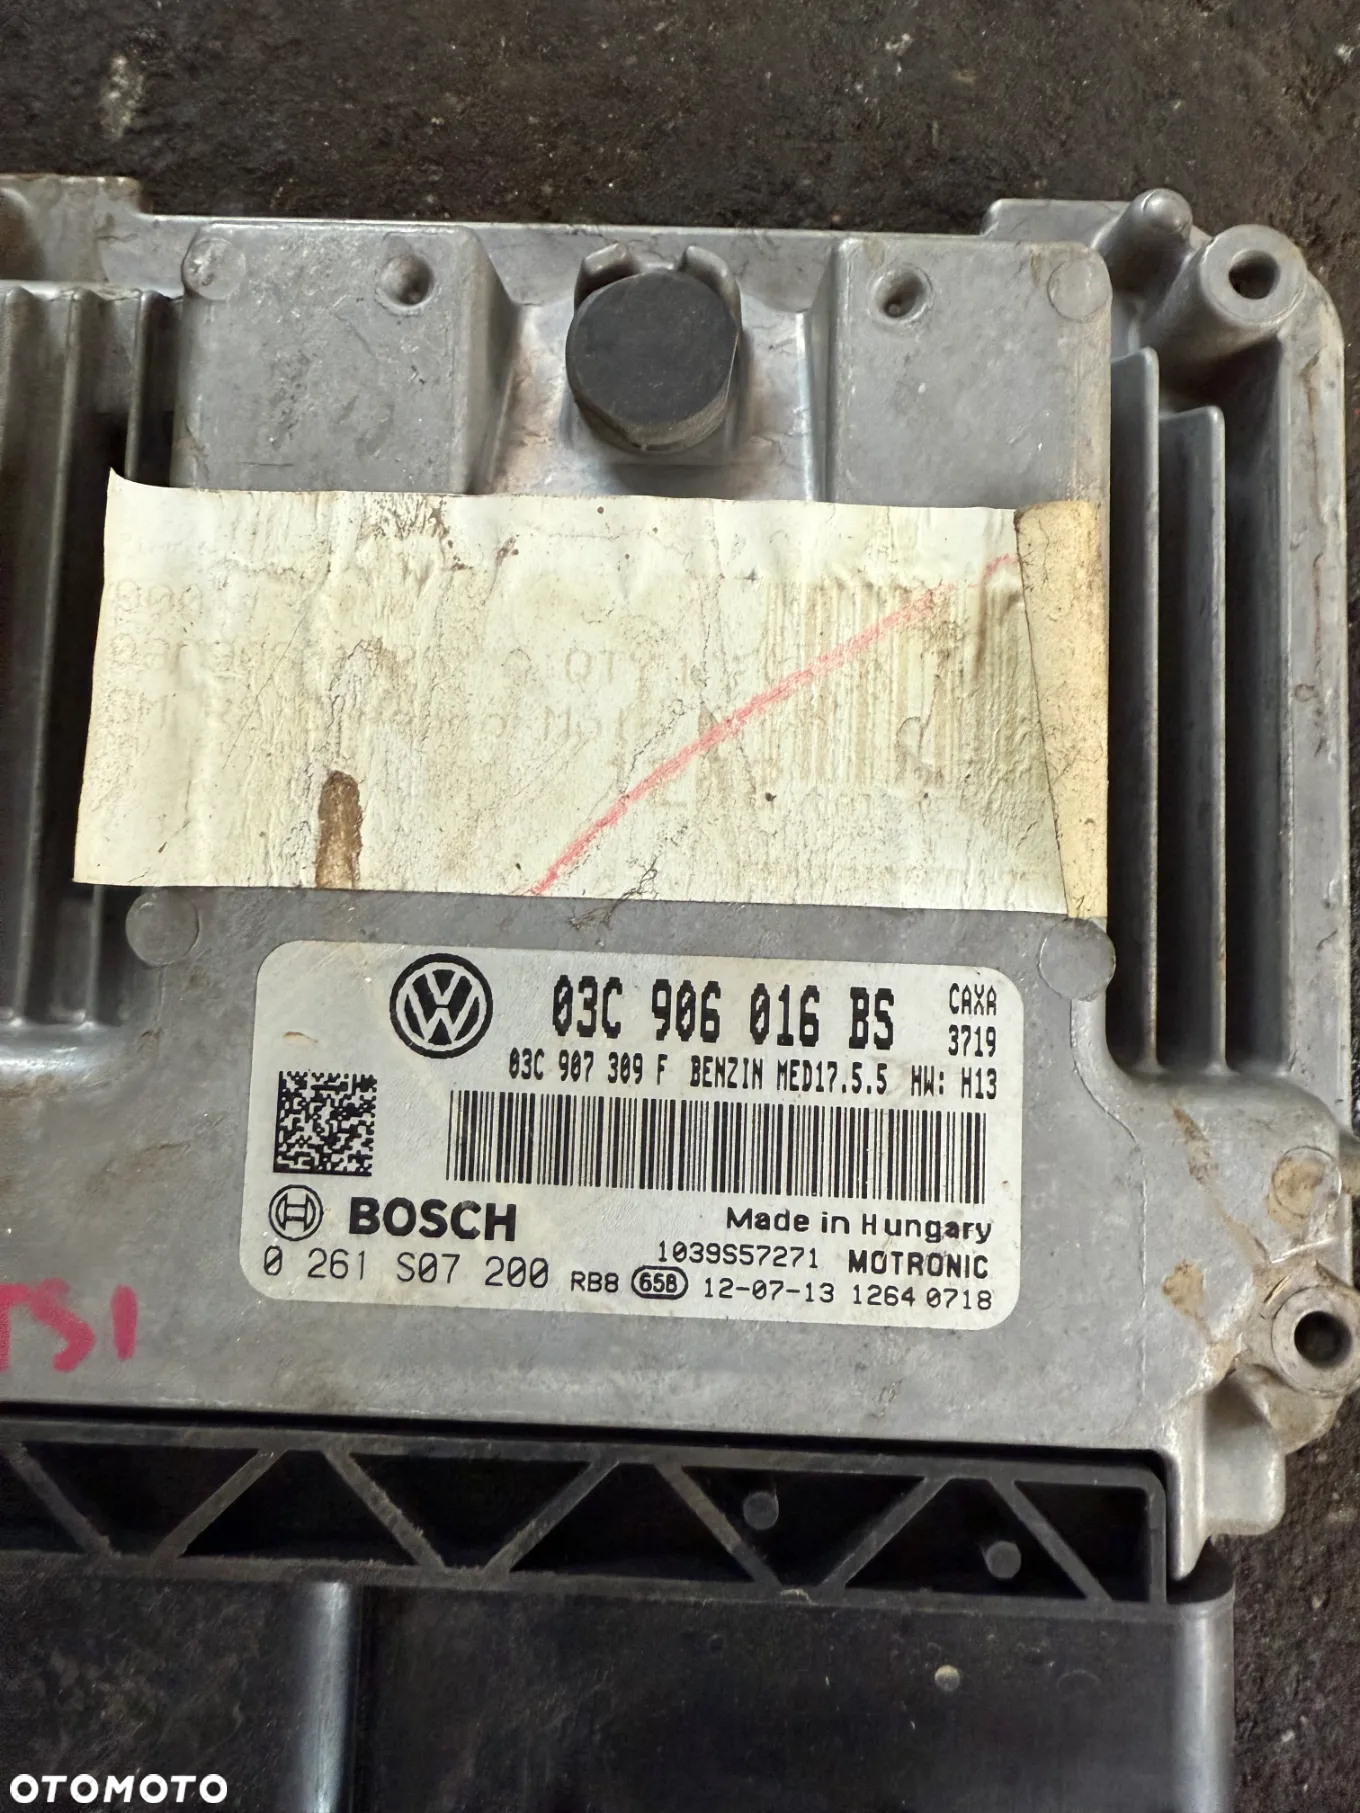 03C 906 016 BS
CAXA
3719
03C 907 309 F BENZIN MED17.5.5 HW: H13
BOSCH
Made in Hungary
1039S57271 MOTRONIC
0 261 S07 200 RB8 65B 12-07-13 1264 0718
TSI
OTOMOTO